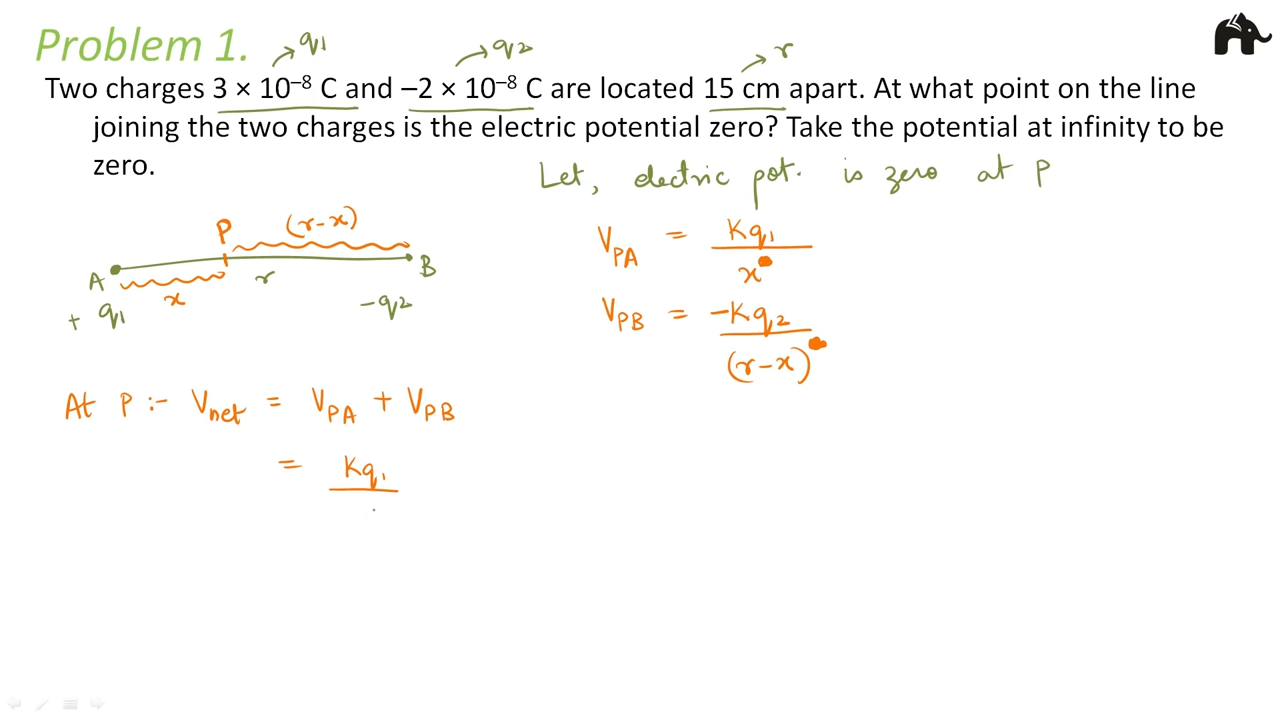 Problem 1.
q1
q2
r
Two charges 3 × 10⁻⁸ C and –2 × 10⁻⁸ C are located 15 cm apart. At what point on the line
joining the two charges is the electric potential zero? Take the potential at infinity to be
zero.
Let, electric pot. is zero at P
P (r-x)
A x r B
+ q1 -q2
V_PA = Kq₁ / x
V_PB = -Kq₂ / (r-x)
At P :- V_net = V_PA + V_PB
= Kq₁